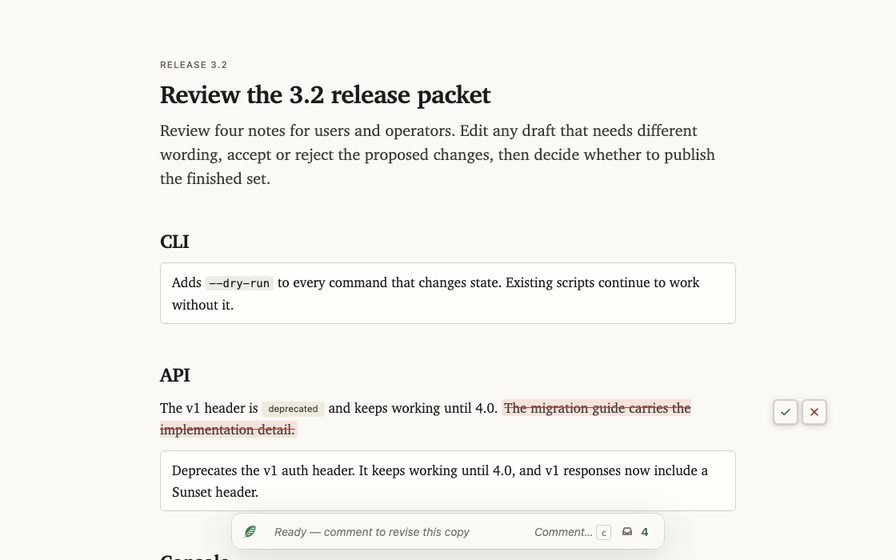 RELEASE 3.2
Review the 3.2 release packet
Review four notes for users and operators. Edit any draft that needs different
wording, accept or reject the proposed changes, then decide whether to publish
the finished set.
CLI
Adds --dry-run to every command that changes state. Existing scripts continue to work
without it.
API
The v1 header is deprecated and keeps working until 4.0. The migration guide carries the
implementation detail.
Deprecates the v1 auth header. It keeps working until 4.0, and v1 responses now include a
Sunset header.
Console
Ready — comment to revise this copy Comment... c 4